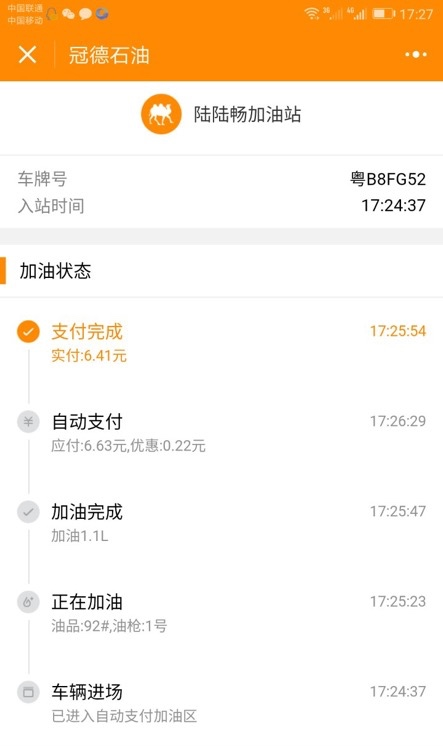 中国联通
中国移动
3G
4G
17:27
冠德石油
陆陆畅加油站
车牌号 粤B8FG52
入站时间 17:24:37
加油状态
支付完成 17:25:54
实付:6.41元
自动支付 17:26:29
应付:6.63元,优惠:0.22元
加油完成 17:25:47
加油1.1L
正在加油 17:25:23
油品:92#,油枪:1号
车辆进场 17:24:37
已进入自动支付加油区